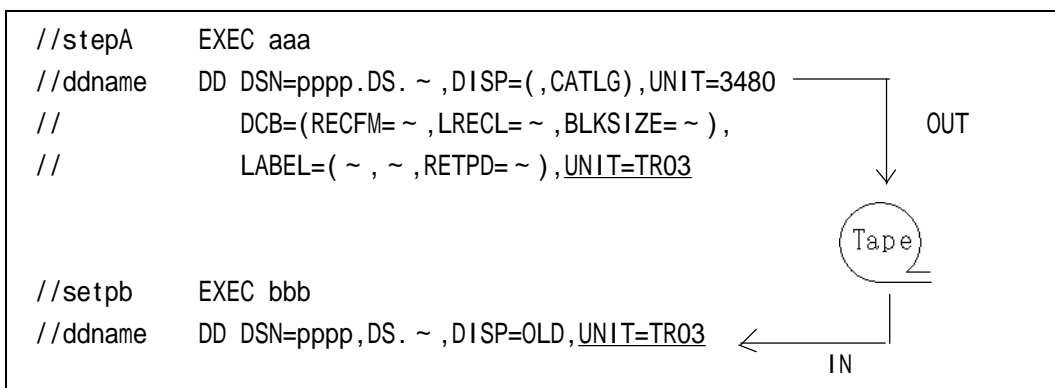 //stepA EXEC aaa
//ddname DD DSN=pppp.DS.～,DISP=(,CATLG),UNIT=3480
// DCB=(RECFM=～,LRECL=～,BLKSIZE=～), OUT
// LABEL=(～,～,RETPD=～),UNIT=TR03
Tape
//setpb EXEC bbb
//ddname DD DSN=pppp,DS.～,DISP=OLD,UNIT=TR03
IN